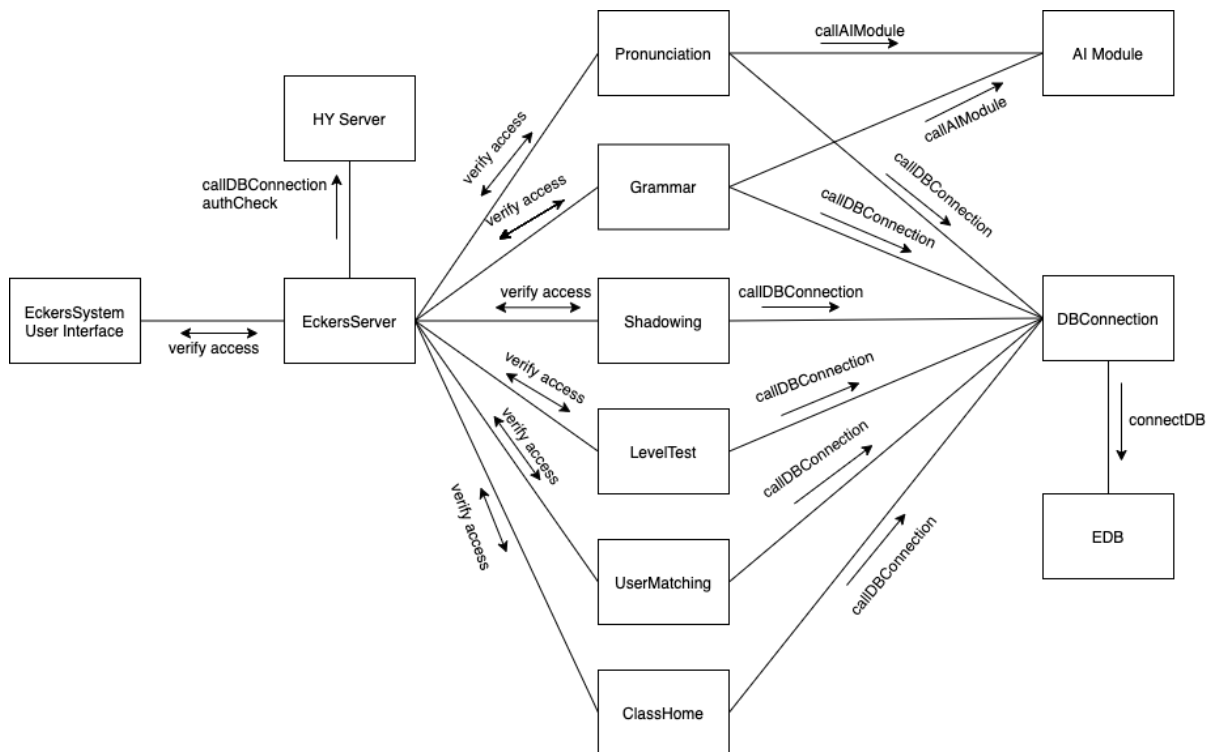 Pronunciation
callAIModule
AI Module
HY Server
verify access
callAIModule
callDBConnection
authCheck
verify access
Grammar
callDBConnection
callDBConnection
EckersSystem
User Interface
verify access
EckersServer
verify access
Shadowing
callDBConnection
DBConnection
verify access
LevelTest
callDBConnection
connectDB
verify access
callDBConnection
EDB
verify access
UserMatching
callDBConnection
ClassHome